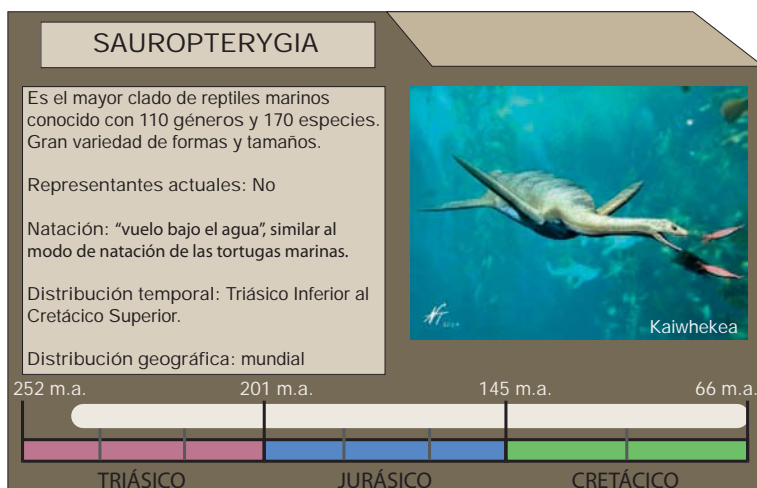 SAUROPTERYGIA
Es el mayor clado de reptiles marinos
conocido con 110 géneros y 170 especies.
Gran variedad de formas y tamaños.
Representantes actuales: No
Natación: “vuelo bajo el agua”, similar al
modo de natación de las tortugas marinas.
Distribución temporal: Triásico Inferior al
Cretácico Superior.
Distribución geográfica: mundial
Kaiwhekea
252 m.a. 201 m.a. 145 m.a. 66 m.a.
TRIÁSICO JURÁSICO CRETÁCICO